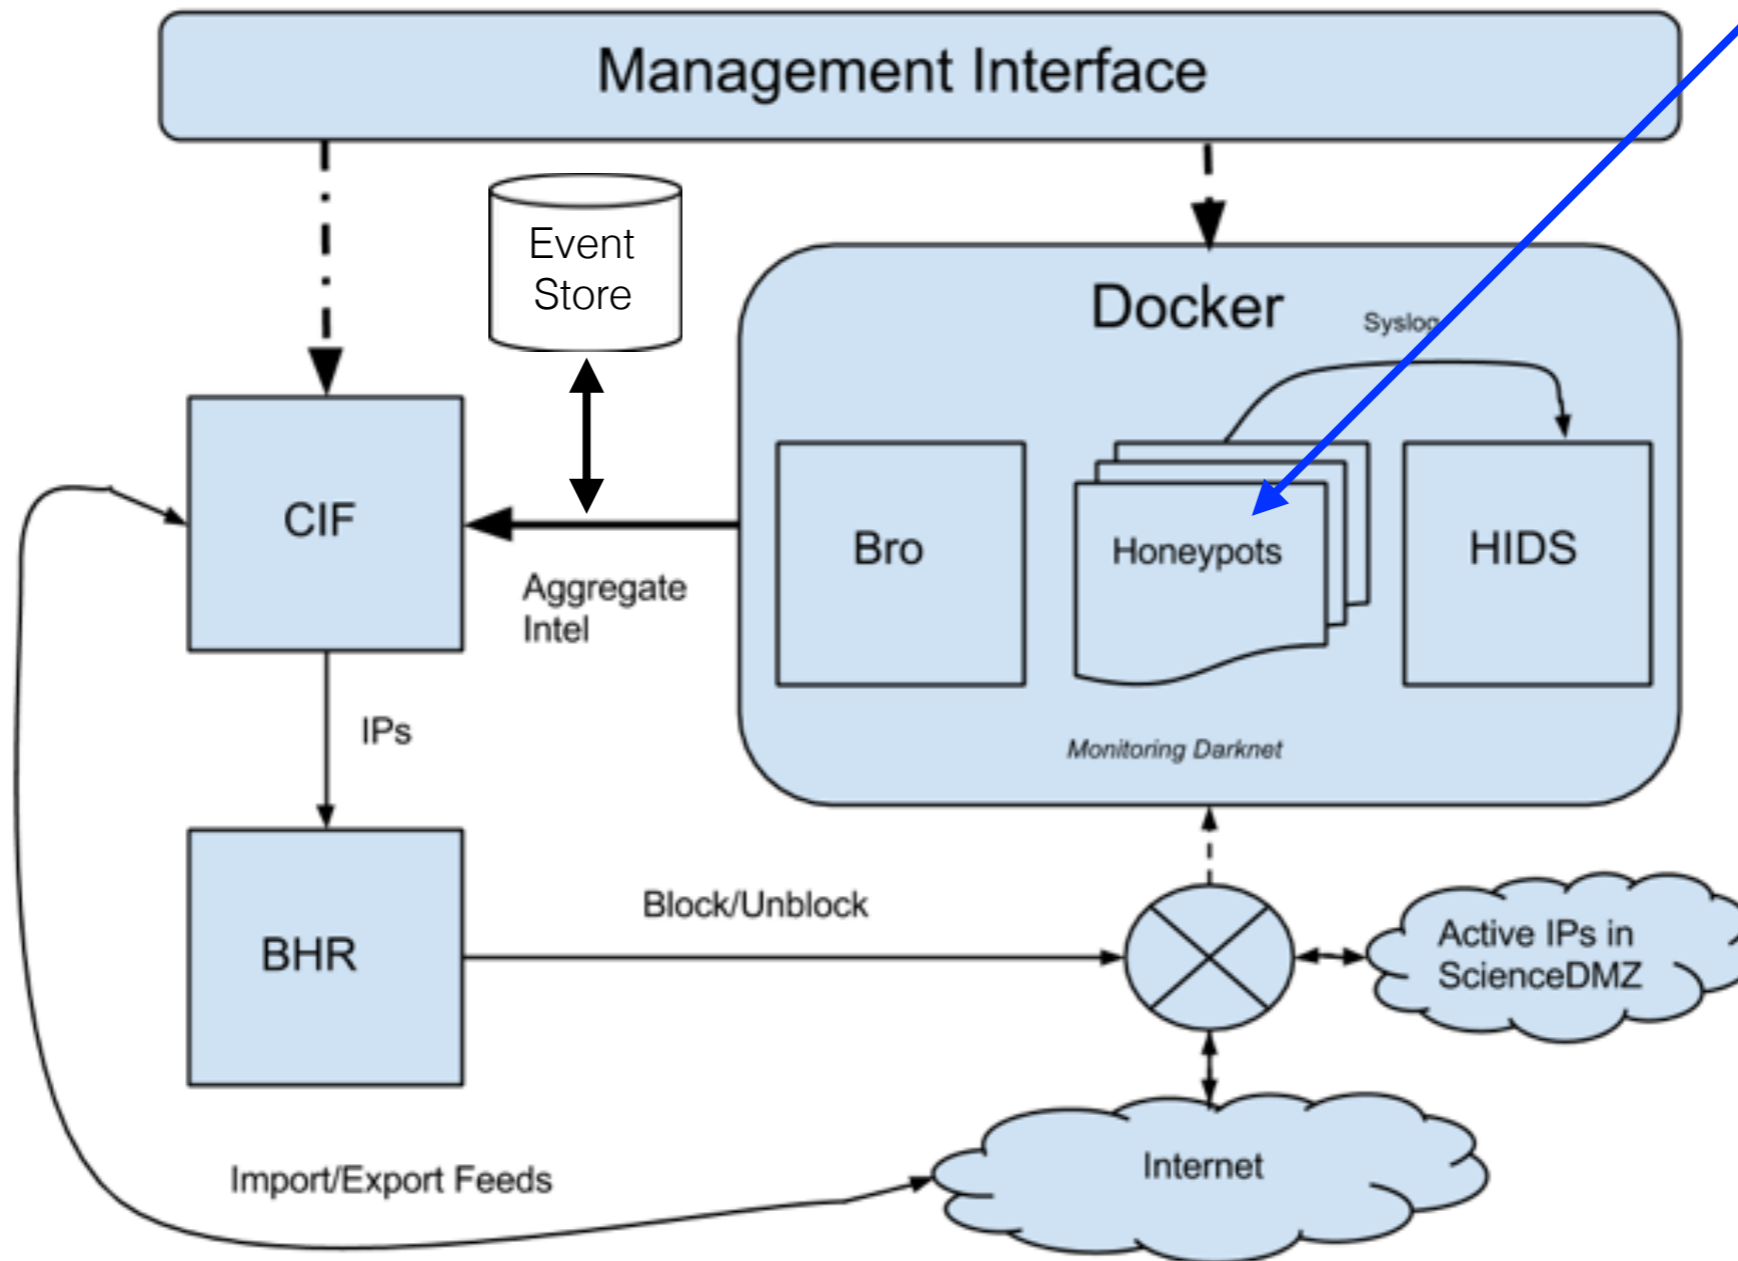 Management Interface
Event
Store
Docker
Syslog
CIF
Bro
Honeypots
HIDS
Aggregate
Intel
IPs
Monitoring Darknet
Block/Unblock
BHR
Active IPs in
ScienceDMZ
Import/Export Feeds
Internet